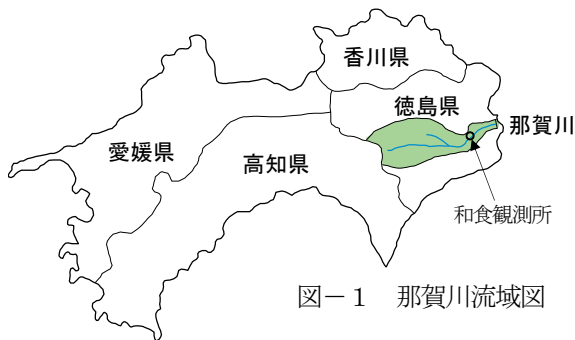 香川県
徳島県
那賀川
愛媛県
高知県
和食観測所
図－１　那賀川流域図